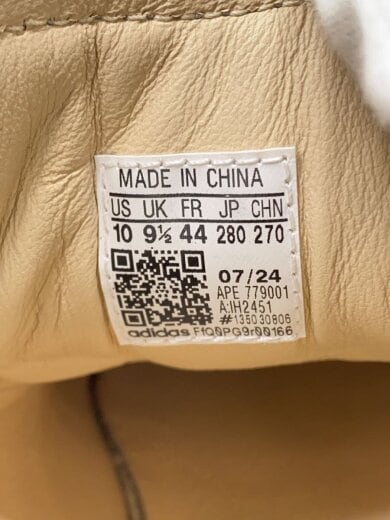 MADE IN CHINA
US UK FR JP CHN
10 9½ 44 280 270
07/24
APE 779001
A:IH2451
#135030806
adidas FfQ0PG9r00166